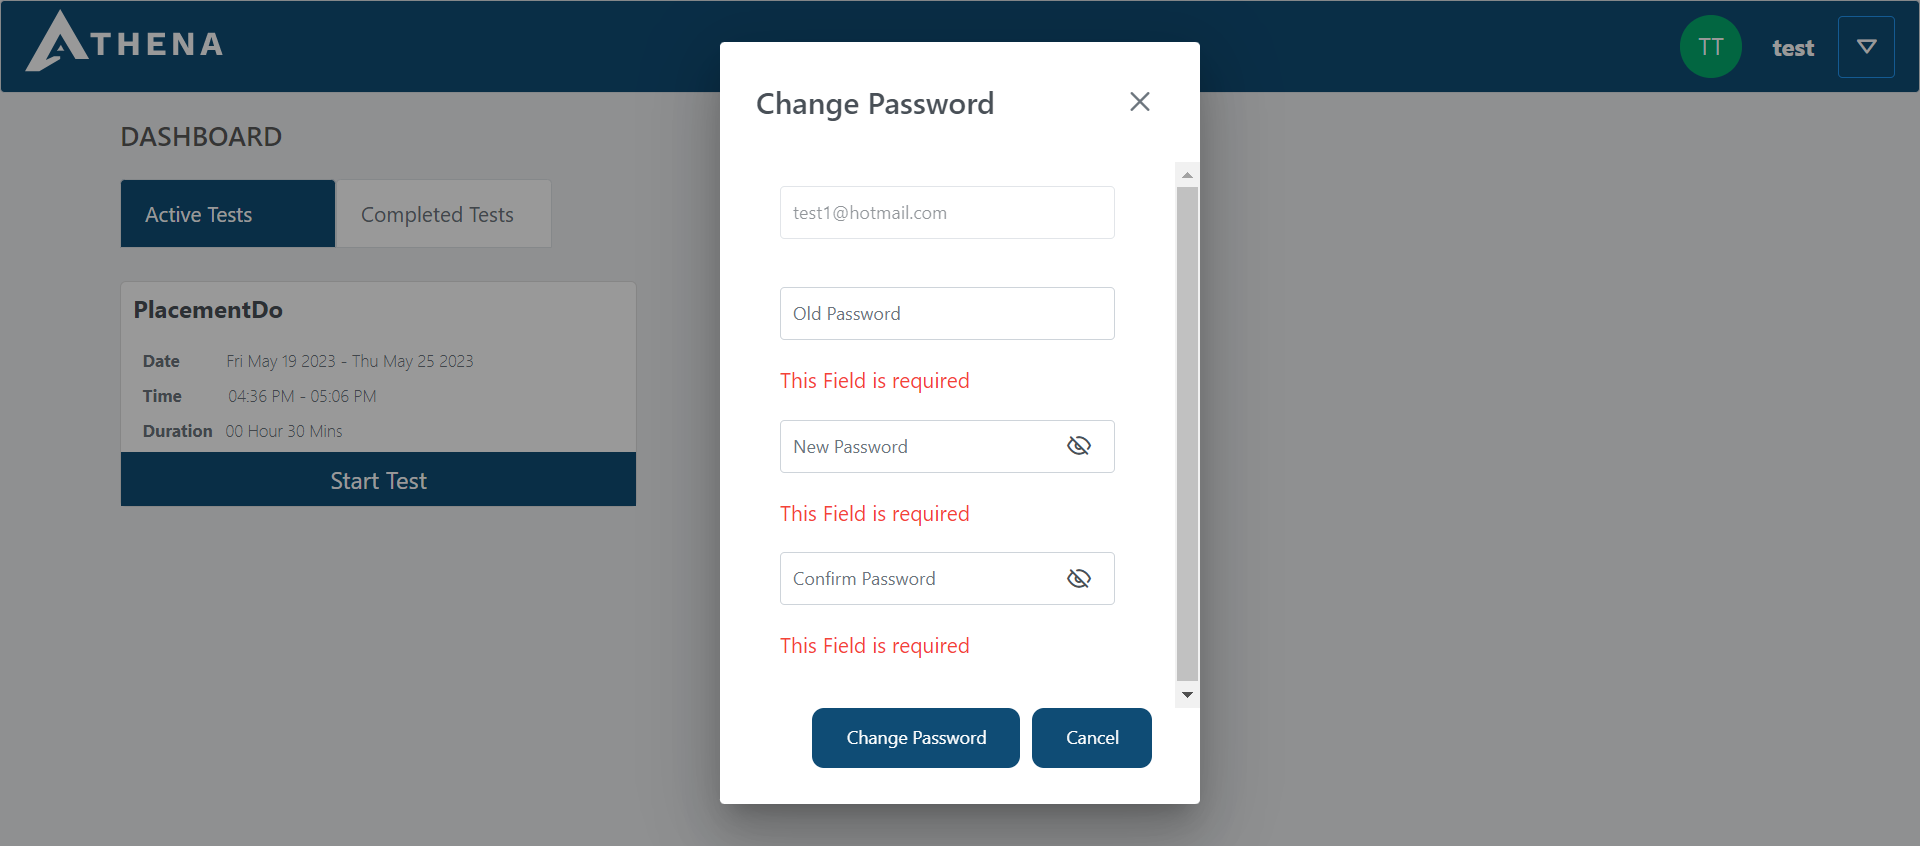 ATHENA
TT
test
DASHBOARD
Active Tests
Completed Tests
PlacementDo
Date Fri May 19 2023 - Thu May 25 2023
Time 04:36 PM - 05:06 PM
Duration 00 Hour 30 Mins
Start Test
Change Password
test1@hotmail.com
Old Password
This Field is required
New Password
This Field is required
Confirm Password
This Field is required
Change Password
Cancel